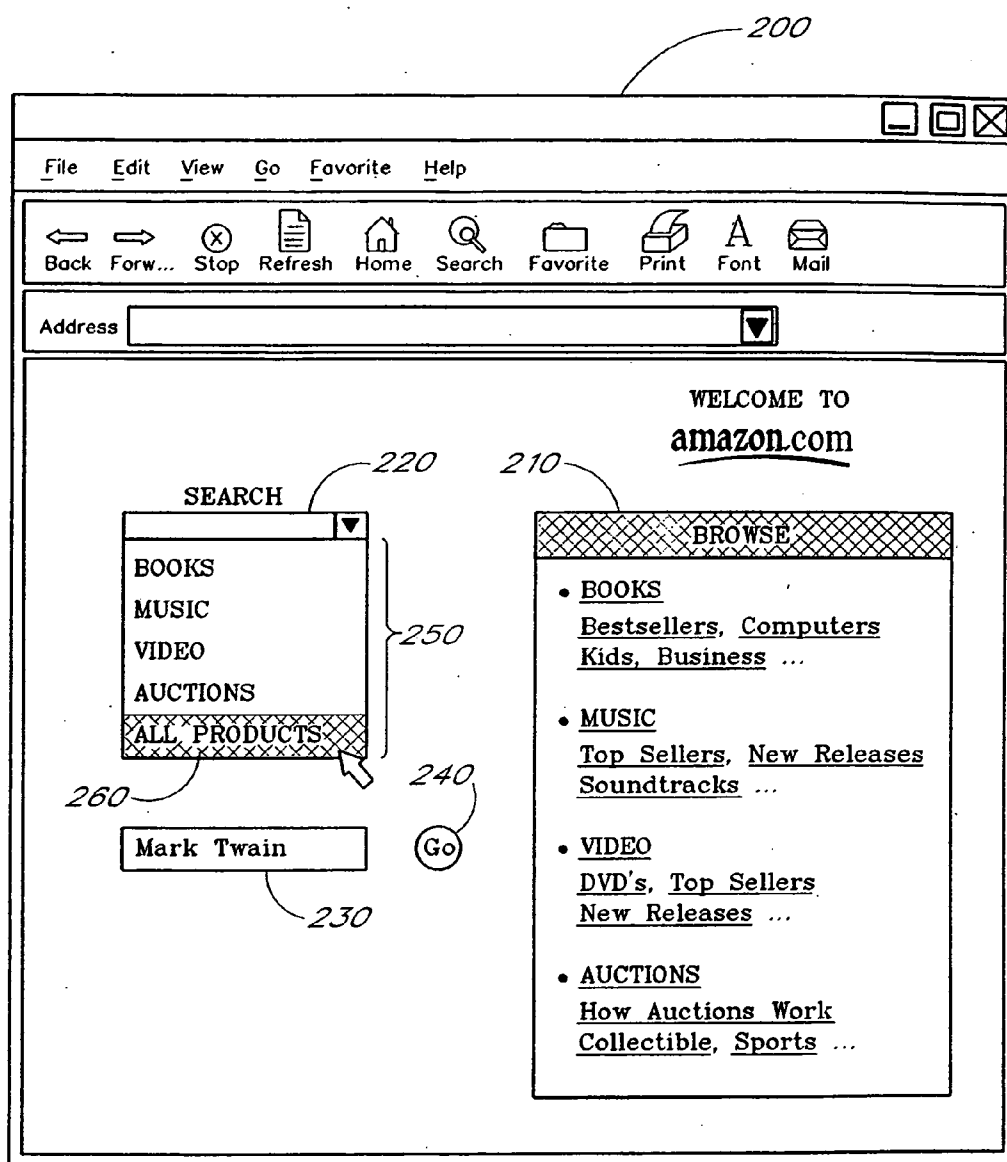 200
File Edit View Go Favorite Help
Back Forw... Stop Refresh Home Search Favorite Print Font Mail
Address
WELCOME TO
amazon.com
220
SEARCH
BOOKS
MUSIC
VIDEO
AUCTIONS
ALL PRODUCTS
250
260
240
Mark Twain
Go
230
210
BROWSE
• BOOKS
Bestsellers, Computers
Kids, Business ...
• MUSIC
Top Sellers, New Releases
Soundtracks ...
• VIDEO
DVD's, Top Sellers
New Releases ...
• AUCTIONS
How Auctions Work
Collectible, Sports ...